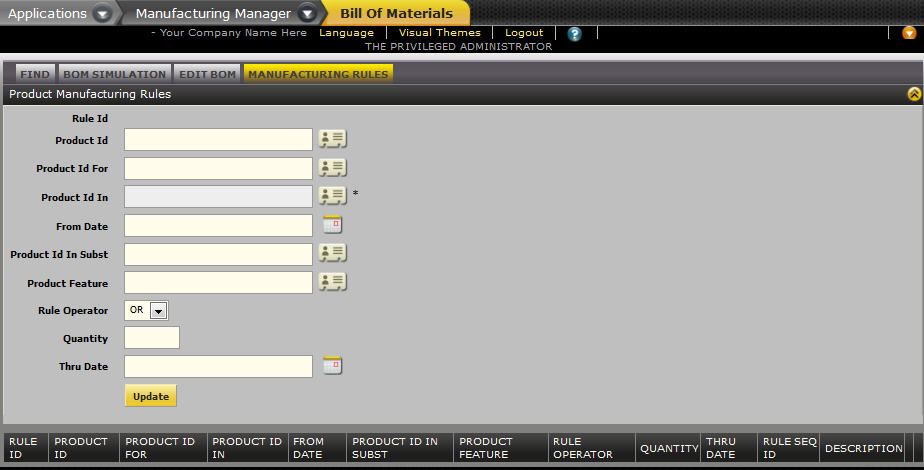 Applications Manufacturing Manager Bill Of Materials
- Your Company Name Here Language Visual Themes Logout ?
THE PRIVILEGED ADMINISTRATOR
FIND BOM SIMULATION EDIT BOM MANUFACTURING RULES
Product Manufacturing Rules
Rule Id
Product Id
Product Id For
Product Id In *
From Date
Product Id In Subst
Product Feature
Rule Operator OR
Quantity
Thru Date
Update
RULE ID PRODUCT ID PRODUCT ID FOR PRODUCT ID IN FROM DATE PRODUCT ID IN SUBST PRODUCT FEATURE RULE OPERATOR QUANTITY THRU DATE RULE SEQ ID DESCRIPTION